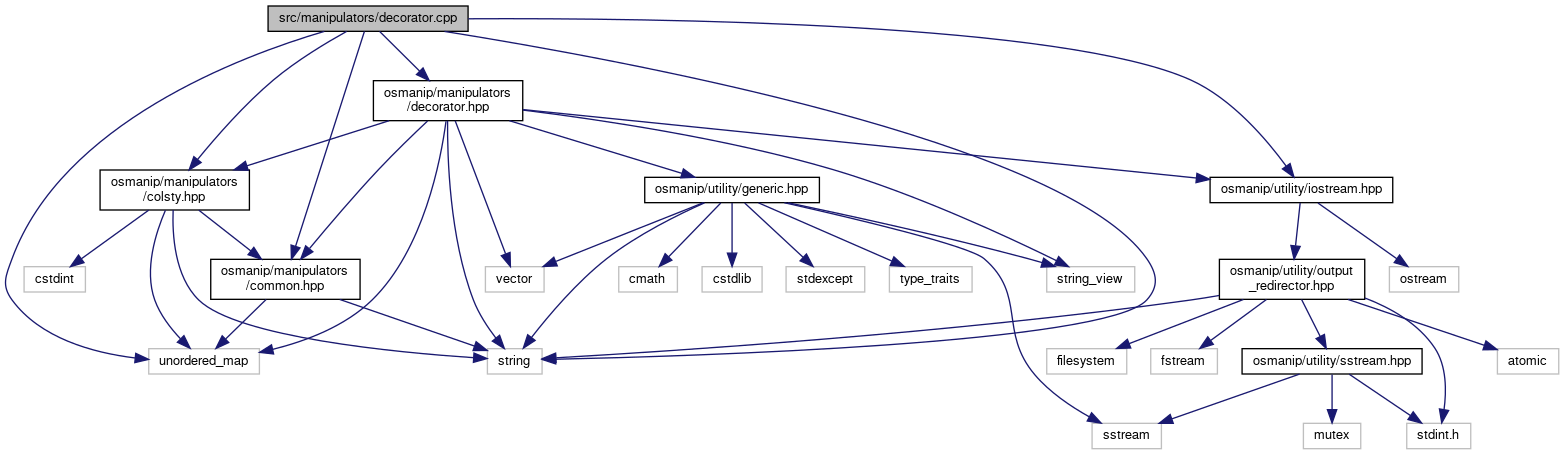 src/manipulators/decorator.cpp
osmanip/manipulators
/decorator.hpp
osmanip/manipulators
/colsty.hpp
osmanip/utility/generic.hpp
osmanip/utility/iostream.hpp
cstdint
osmanip/manipulators
/common.hpp
vector
cmath
cstdlib
stdexcept
type_traits
string_view
osmanip/utility/output
_redirector.hpp
ostream
unordered_map
string
filesystem
fstream
osmanip/utility/sstream.hpp
atomic
sstream
mutex
stdint.h